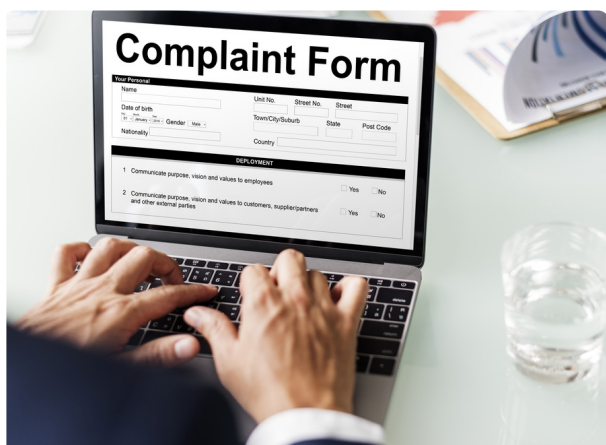 Complaint Form
Your Personal
Name
Unit No. Street No. Street
Date of birth
January Gender Male
Town/City/Suburb State Post Code
Nationality
Country
DEPLOYMENT
1 Communicate purpose, vision and values to employees Yes No
2 Communicate purpose, vision and values to customers, supplier/partners
and other external parties Yes No
delete